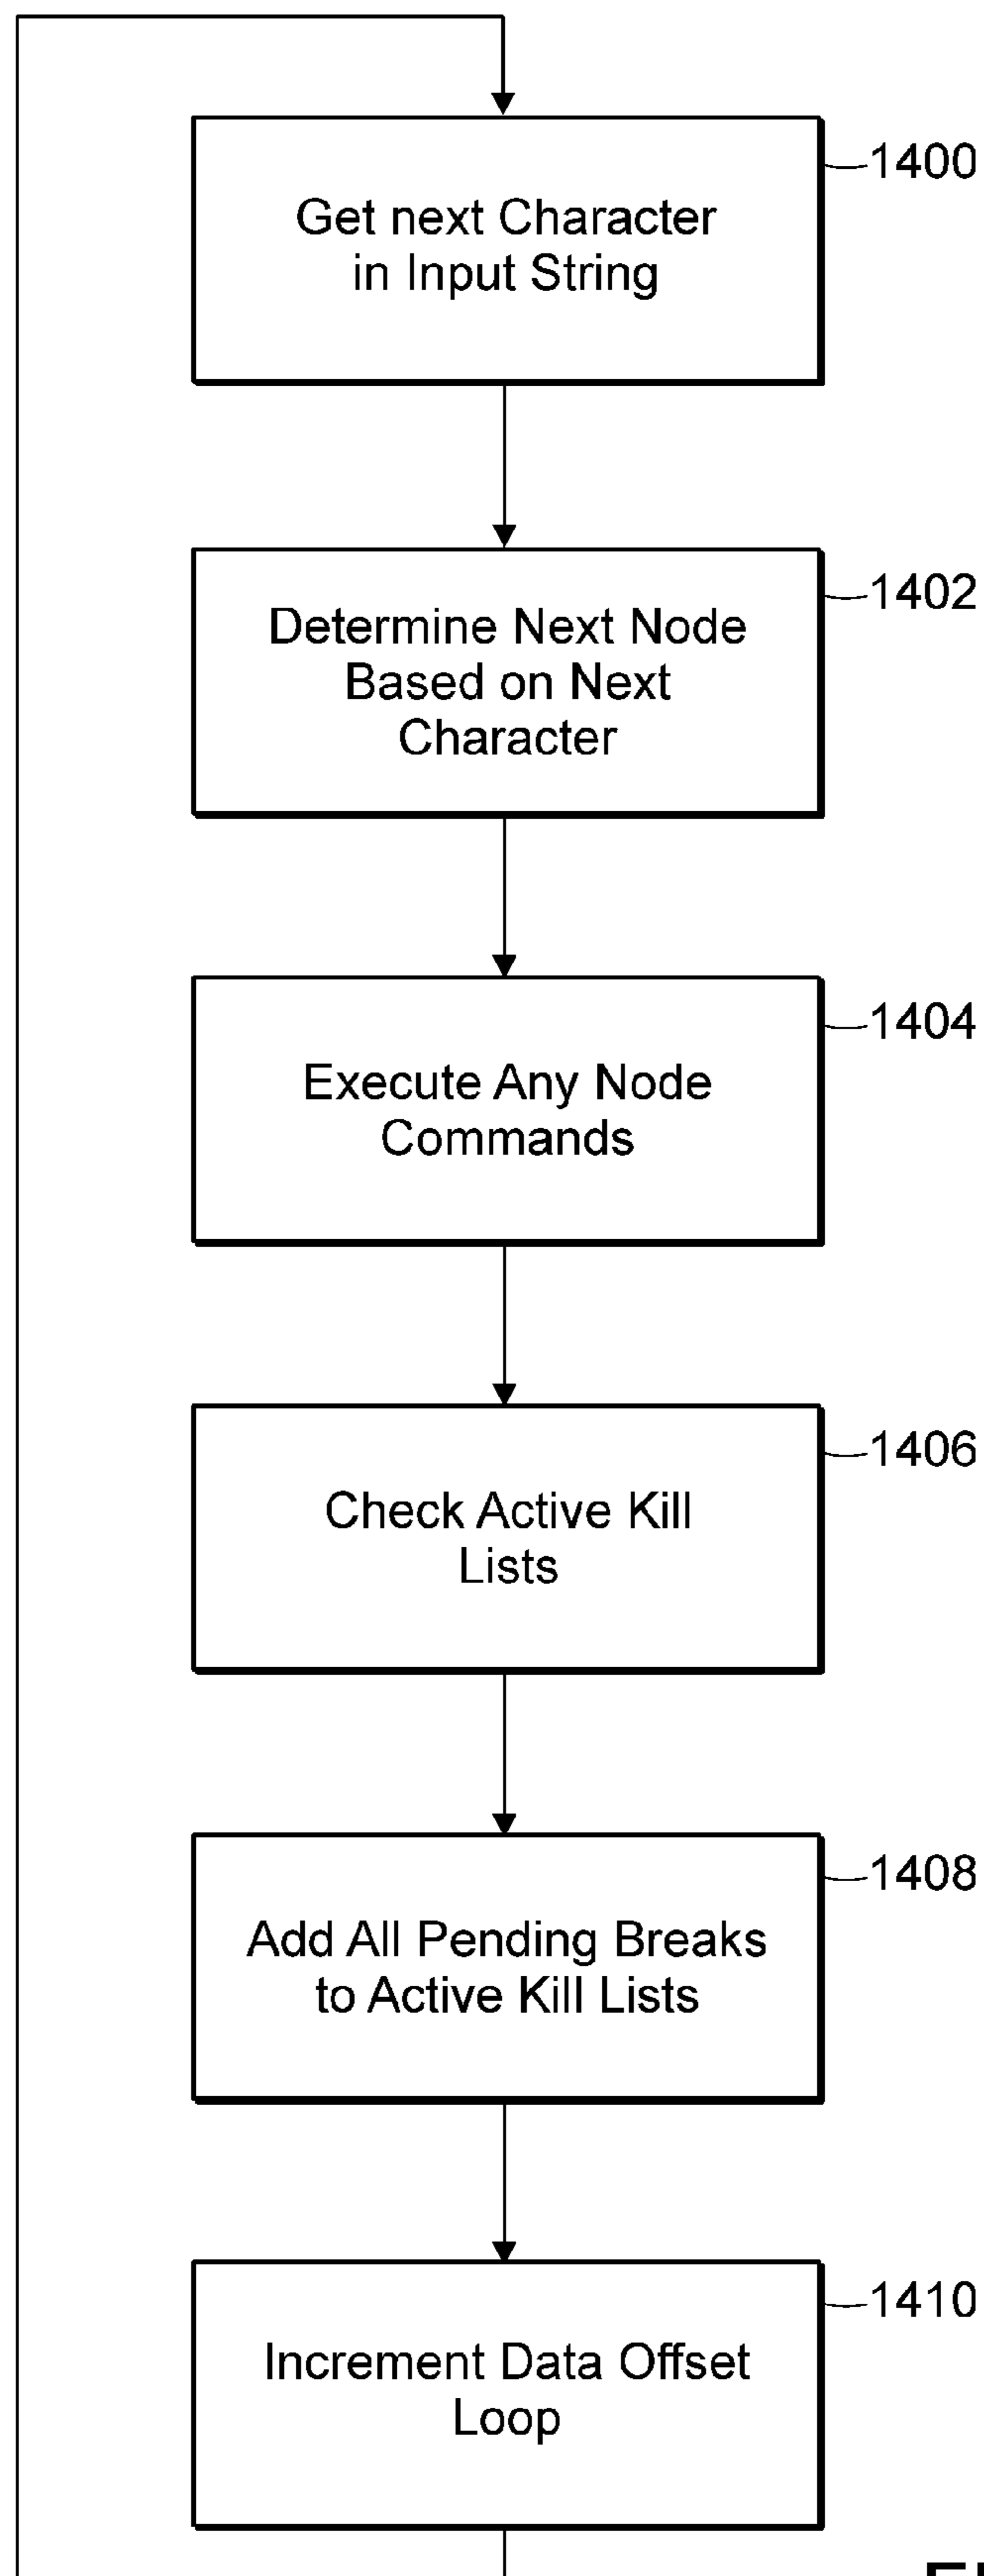 1400
Get next Character
in Input String
1402
Determine Next Node
Based on Next
Character
1404
Execute Any Node
Commands
1406
Check Active Kill
Lists
1408
Add All Pending Breaks
to Active Kill Lists
1410
Increment Data Offset
Loop